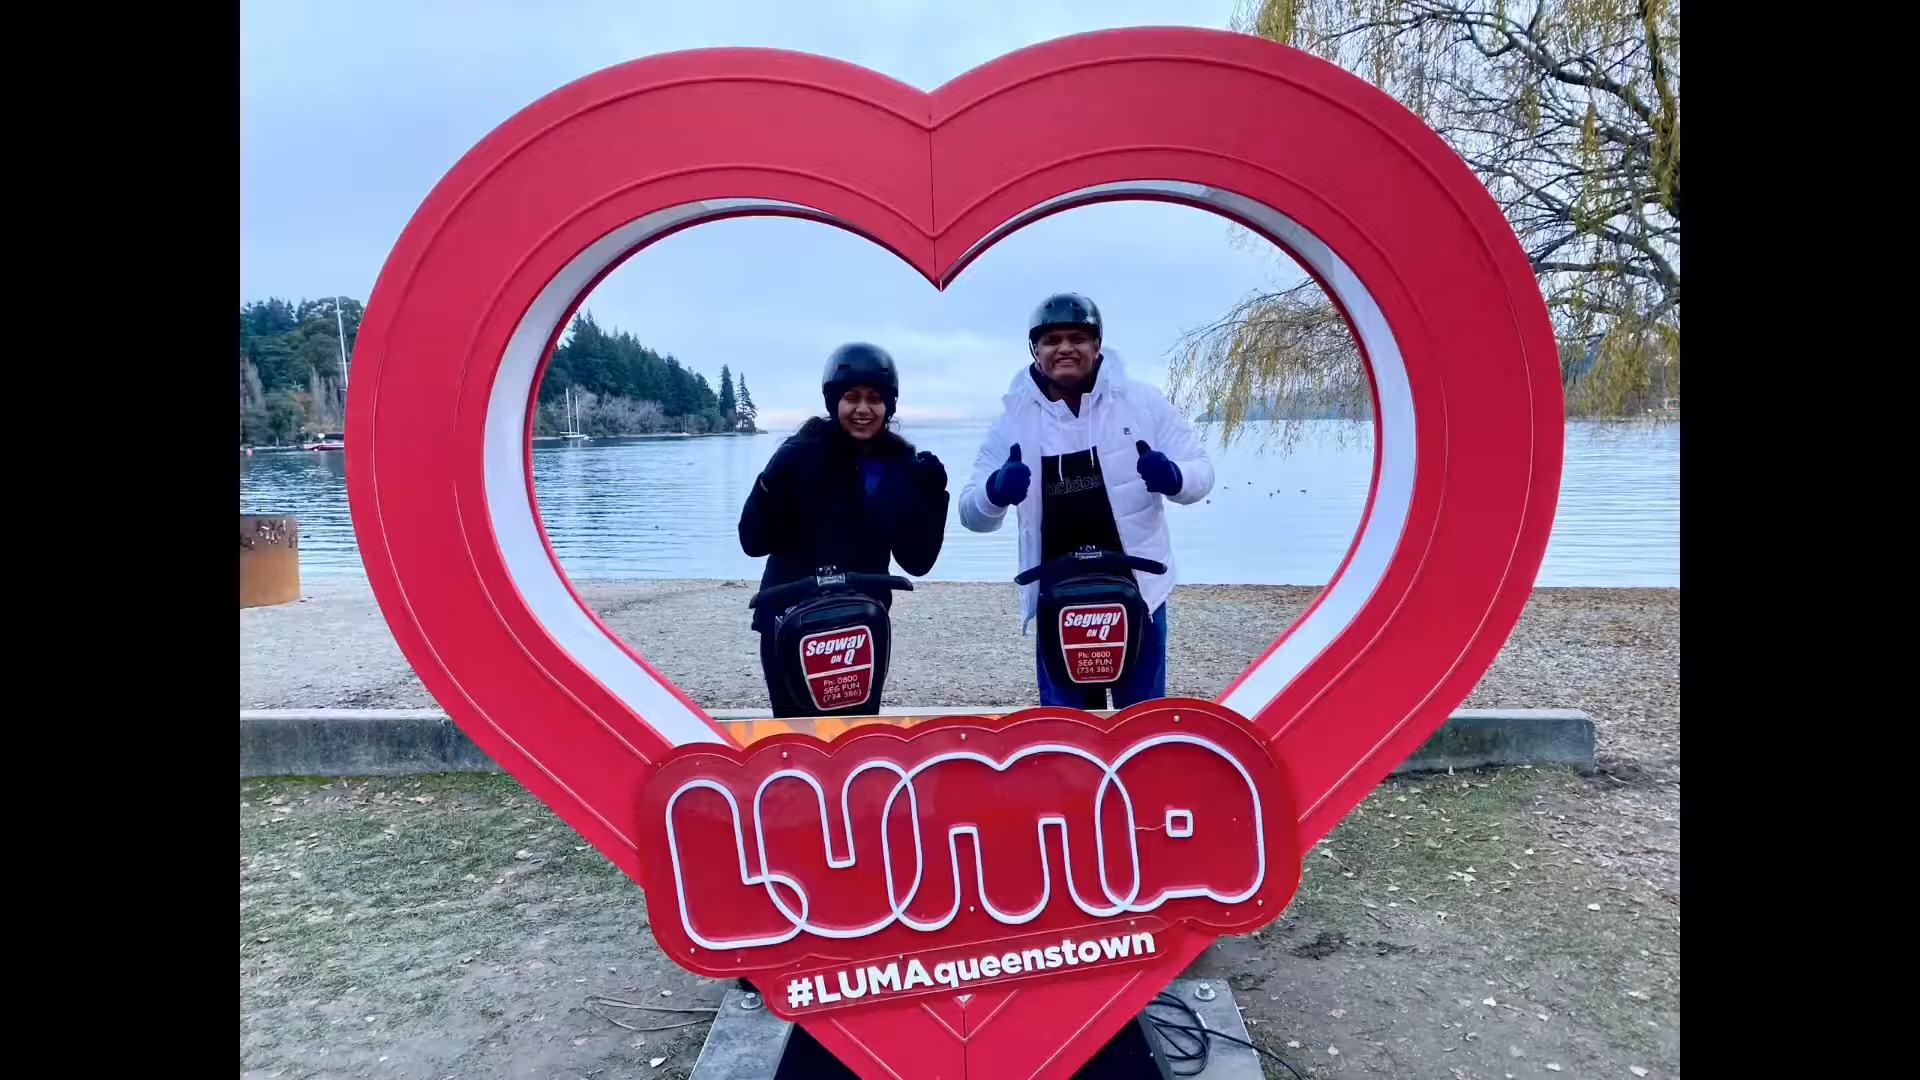 adidas
Segway
ON Q
Ph: 0800
SEG FUN
(734 386)
Segway
ON Q
Ph: 0800
SEG FUN
(734 386)
LUMA
#LUMAqueenstown